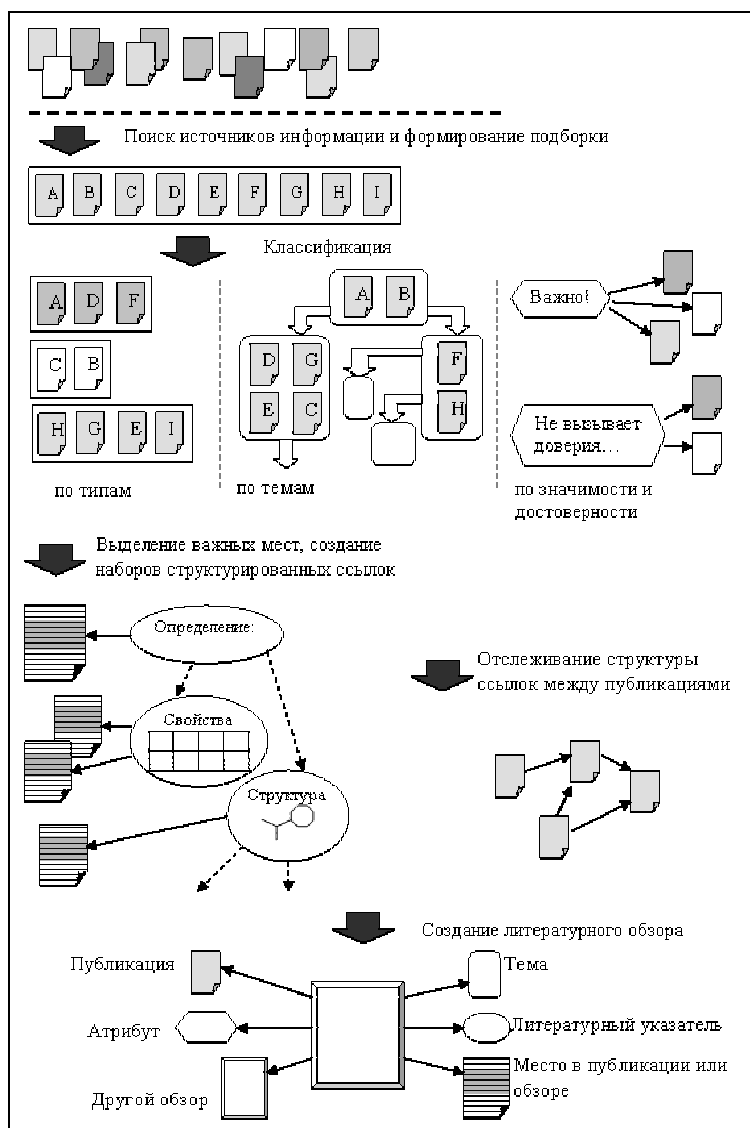 Поиск источников информации и формирование подборки
A B C D E F G H I
Классификация
A D F
C B
H G E I
по типам
A B
D G
E C
F
H
по темам
Важно!
Не вызывает
доверия...
по значимости и
достоверности
Выделение важных мест, создание
наборов структурированных ссылок
Определение:
Свойства
Структура
Отслеживание структуры
ссылок между публикациями
Создание литературного обзора
Публикация
Атрибут
Другой обзор
Тема
Литературный указатель
Место в публикации или
обзоре